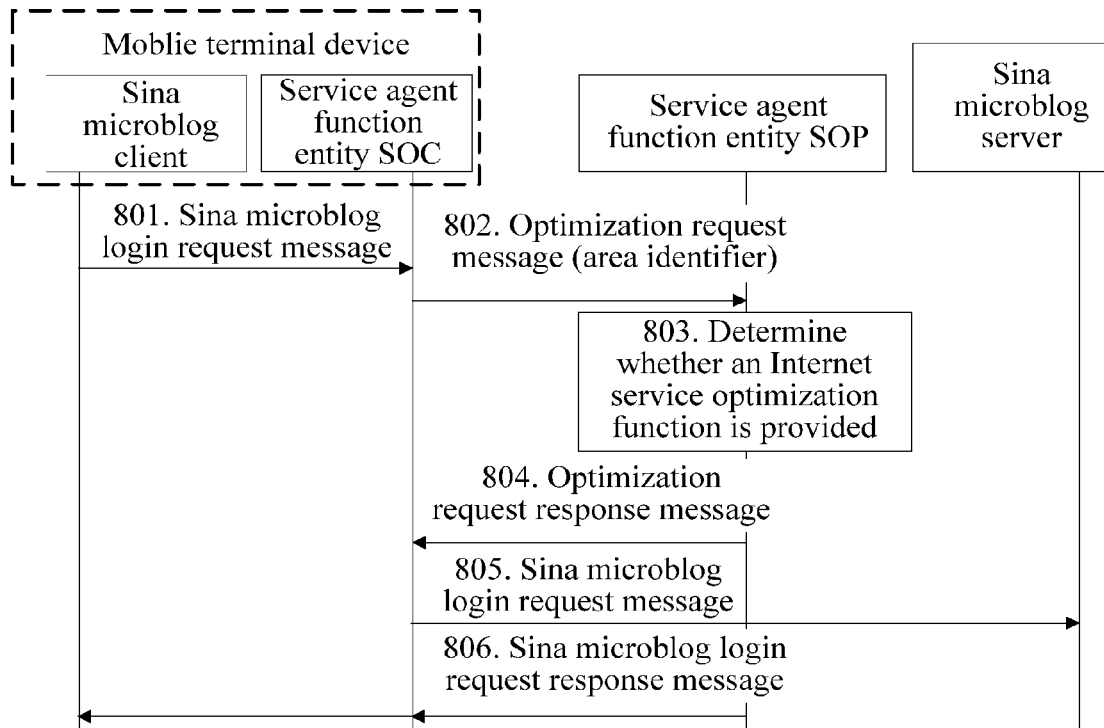 Moblie terminal device
Sina
microblog
client
Service agent
function
entity SOC
Service agent
function entity SOP
Sina
microblog
server
801. Sina microblog
login request message
802. Optimization request
message (area identifier)
803. Determine
whether an Internet
service optimization
function is provided
804. Optimization
request response message
805. Sina microblog
login request message
806. Sina microblog login
request response message